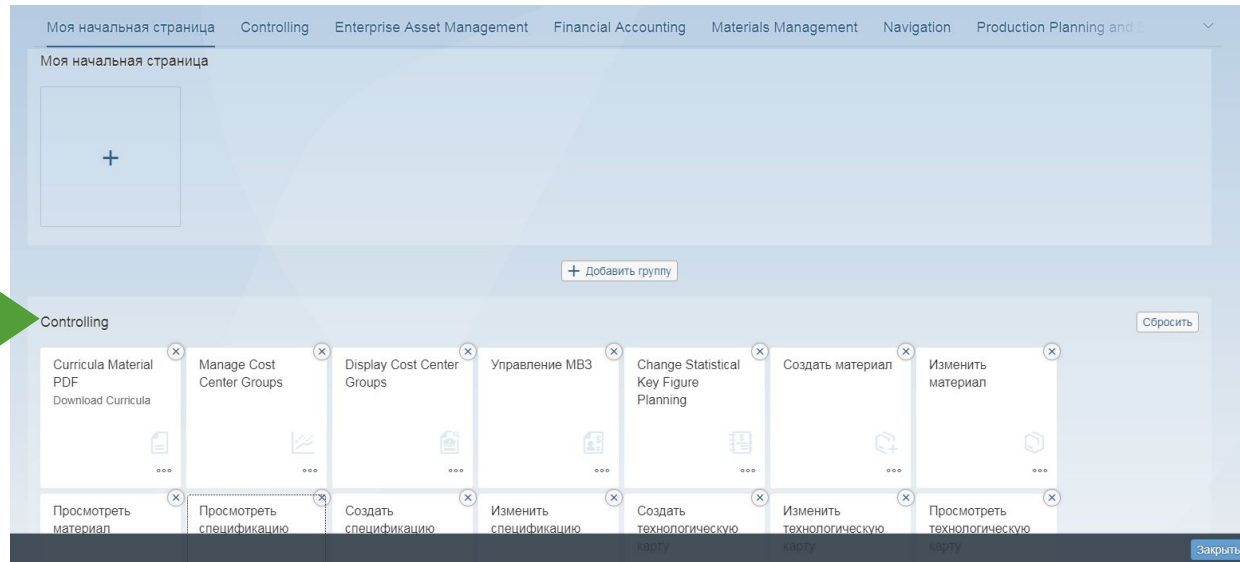 Моя начальная страница Controlling Enterprise Asset Management Financial Accounting Materials Management Navigation Production Planning and
Моя начальная страница
+
+ Добавить группу
Controlling
Сбросить
Curricula Material
PDF
Download Curricula
Manage Cost
Center Groups
Display Cost Center
Groups
Управление МВЗ
Change Statistical
Key Figure
Planning
Создать материал
Изменить
материал
Просмотреть
материал
Просмотреть
спецификацию
Создать
спецификацию
Изменить
спецификацию
Создать
технологическую
карту
Изменить
технологическую
карту
Просмотреть
технологическую
карту
Закрыть